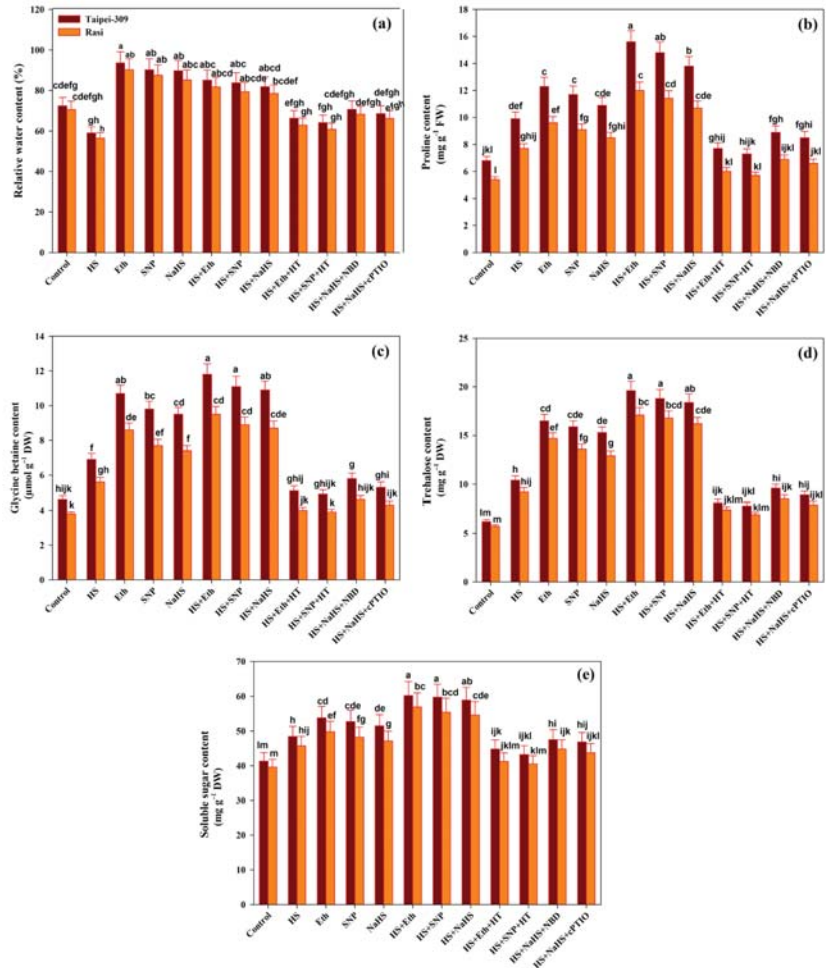 (a)
Taipei-309
Rasi
Relative water content (%)
120
100
80
60
40
20
0
cdefg
cdefgh
gh
h
a
ab
ab
abc
ab
abc
abc
abcd
abc
abcde
abcd
bcdef
efgh
gh
fgh
gh
cdefgh
defgh
defgh
Control
HS
Eth
SNP
NaHS
HS+Eth
HS+SNP
HS+NaHS
HS+Eth+HT
HS+SNP+HT
HS+NaHS+NBD
HS+NaHS+cPTIO
(b)
Proline content
(mg g⁻¹ FW)
18
16
14
12
10
8
6
4
2
0
jkl
l
def
ghij
c
ef
c
fg
cde
fghi
a
c
ab
cd
b
cde
ghij
kl
hijk
kl
fgh
ijkl
fghi
jkl
Control
HS
Eth
SNP
NaHS
HS+Eth
HS+SNP
HS+NaHS
HS+Eth+HT
HS+SNP+HT
HS+NaHS+NBD
HS+NaHS+cPTIO
(c)
Glycine betaine content
(µmol g⁻¹ DW)
14
12
10
8
6
4
2
0
hijk
k
f
gh
ab
de
bc
ef
cd
f
a
cd
a
cd
ab
cde
ghij
jk
ghijk
k
g
hijk
ghi
ijk
Control
HS
Eth
SNP
NaHS
HS+Eth
HS+SNP
HS+NaHS
HS+Eth+HT
HS+SNP+HT
HS+NaHS+NBD
HS+NaHS+cPTIO
(d)
Trehalose content
(mg g⁻¹ DW)
25
20
15
10
5
0
lm
m
h
hij
cd
ef
cde
fg
de
g
a
bc
a
bcd
ab
cde
ijk
jklm
ijkl
klm
hi
ijk
hij
ijkl
Control
HS
Eth
SNP
NaHS
HS+Eth
HS+SNP
HS+NaHS
HS+Eth+HT
HS+SNP+HT
HS+NaHS+NBD
HS+NaHS+cPTIO
(e)
Soluble sugar content
(mg g⁻¹ DW)
70
60
50
40
30
20
10
0
lm
m
h
hij
cd
ef
cde
fg
de
g
a
bc
a
bcd
ab
cde
ijk
jklm
ijkl
klm
hi
ijk
hij
ijkl
Control
HS
Eth
SNP
NaHS
HS+Eth
HS+SNP
HS+NaHS
HS+Eth+HT
HS+SNP+HT
HS+NaHS+NBD
HS+NaHS+cPTIO